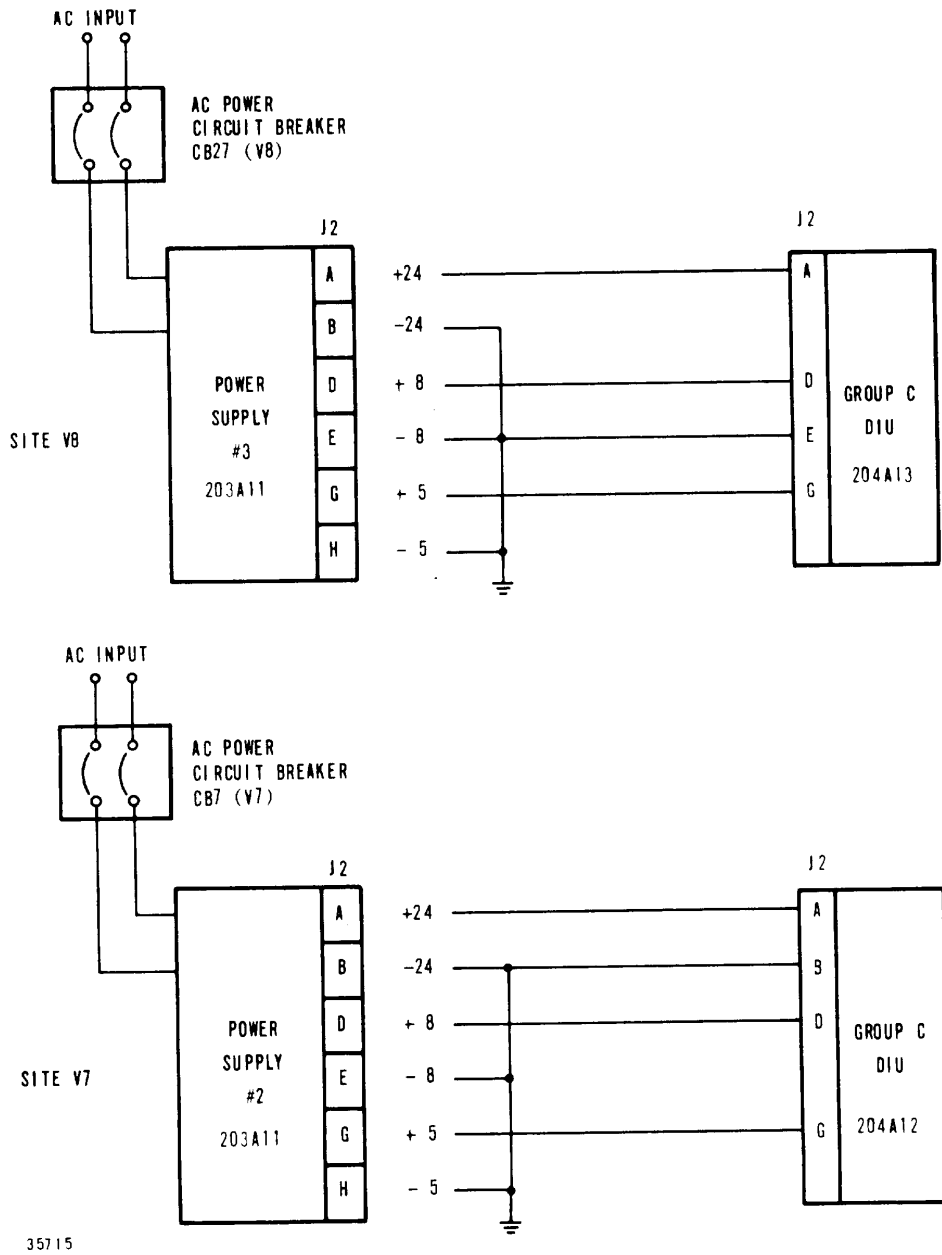 AC INPUT
AC POWER
CIRCUIT BREAKER
CB27 (V8)
J2
J2
A
+24
A
B
-24
POWER
SUPPLY
#3
203A11
D
+ 8
D
GROUP C
DIU
204A13
SITE V8
E
- 8
E
G
+ 5
G
H
- 5
AC INPUT
AC POWER
CIRCUIT BREAKER
CB7 (V7)
J2
J2
A
+24
A
B
-24
B
POWER
SUPPLY
#2
203A11
D
+ 8
D
GROUP C
DIU
204A12
SITE V7
E
- 8
G
+ 5
G
H
- 5
35715